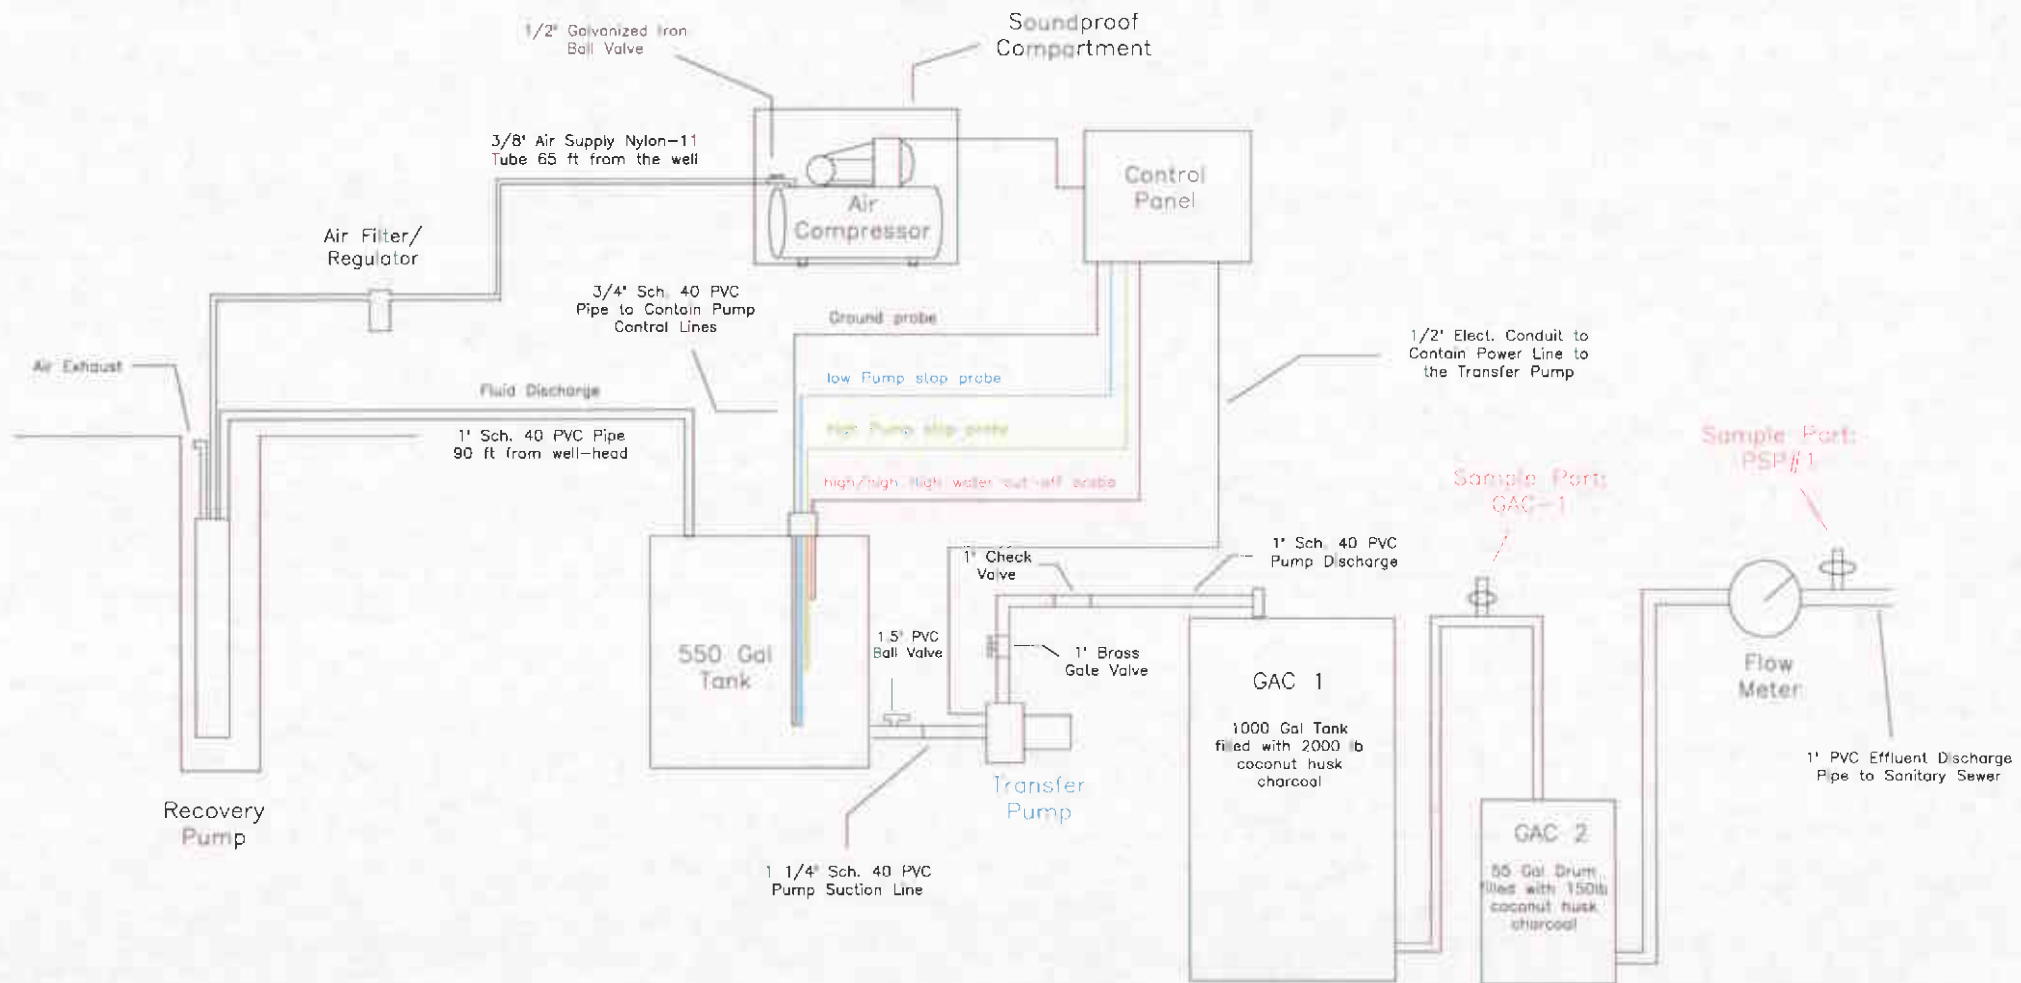 1/2" Galvanized Iron
Ball Valve
Soundproof
Compartment
3/8" Air Supply Nylon-11
Tube 65 ft from the well
Air
Compressor
Control
Panel
Air Filter/
Regulator
3/4" Sch. 40 PVC
Pipe to Contain Pump
Control Lines
Ground probe
1/2" Elect. Conduit to
Contain Power Line to
the Transfer Pump
Air Exhaust
low Pump stop probe
Fluid Discharge
High Pump stop probe
1" Sch. 40 PVC Pipe
90 ft from well-head
high/high High water cut-off probe
Sample Port:
PSP#1
Sample Port:
GAC-1
1" Check
Valve
1" Sch. 40 PVC
Pump Discharge
550 Gal
Tank
1.5" PVC
Ball Valve
1" Brass
Gate Valve
GAC 1
1000 Gal Tank
filled with 2000 lb
coconut husk
charcoal
Flow
Meter
1" PVC Effluent Discharge
Pipe to Sanitary Sewer
Transfer
Pump
Recovery
Pump
GAC 2
55 Gal Drum
filled with 150lb
coconut husk
charcoal
1 1/4" Sch. 40 PVC
Pump Suction Line